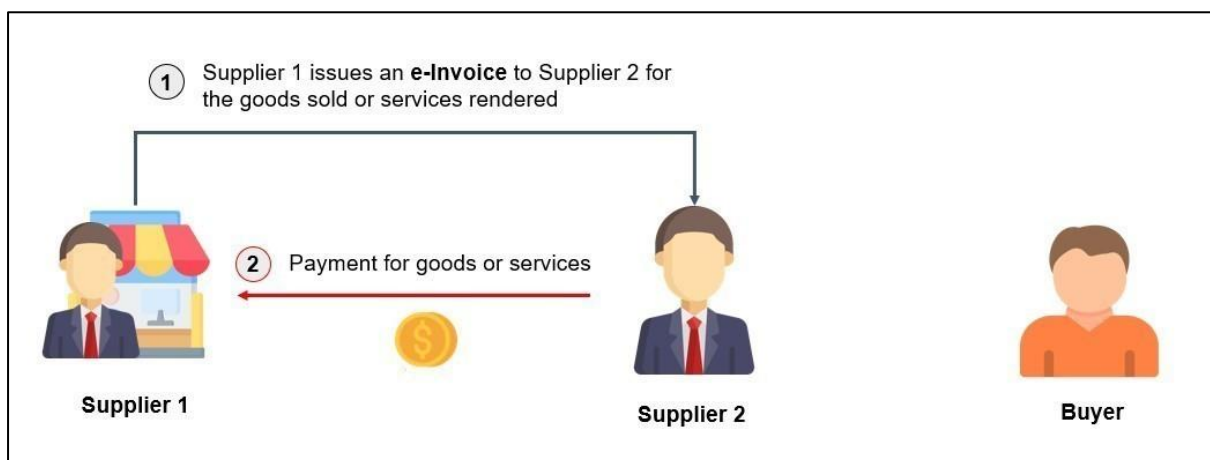 1
Supplier 1 issues an e-Invoice to Supplier 2 for
the goods sold or services rendered
2
Payment for goods or services
$
Supplier 1
Supplier 2
Buyer